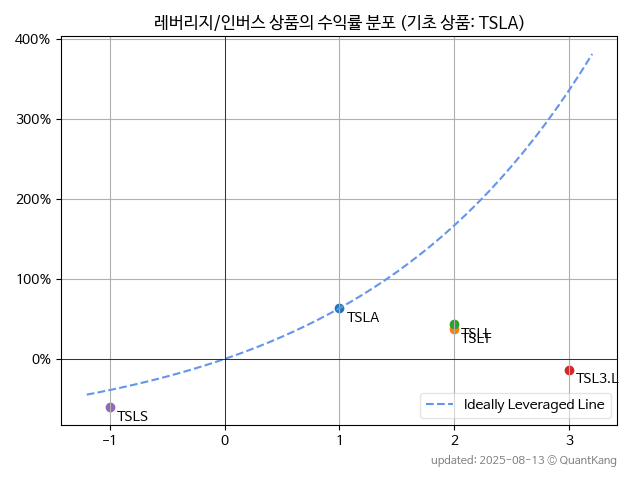 레버리지/인버스 상품의 수익률 분포 (기초 상품: TSLA)
400%
300%
200%
100%
0%
TSLA
TSLL
TSLT
TSL3.L
TSLS
Ideally Leveraged Line
-1
0
1
2
3
updated: 2025-08-13 © QuantKang